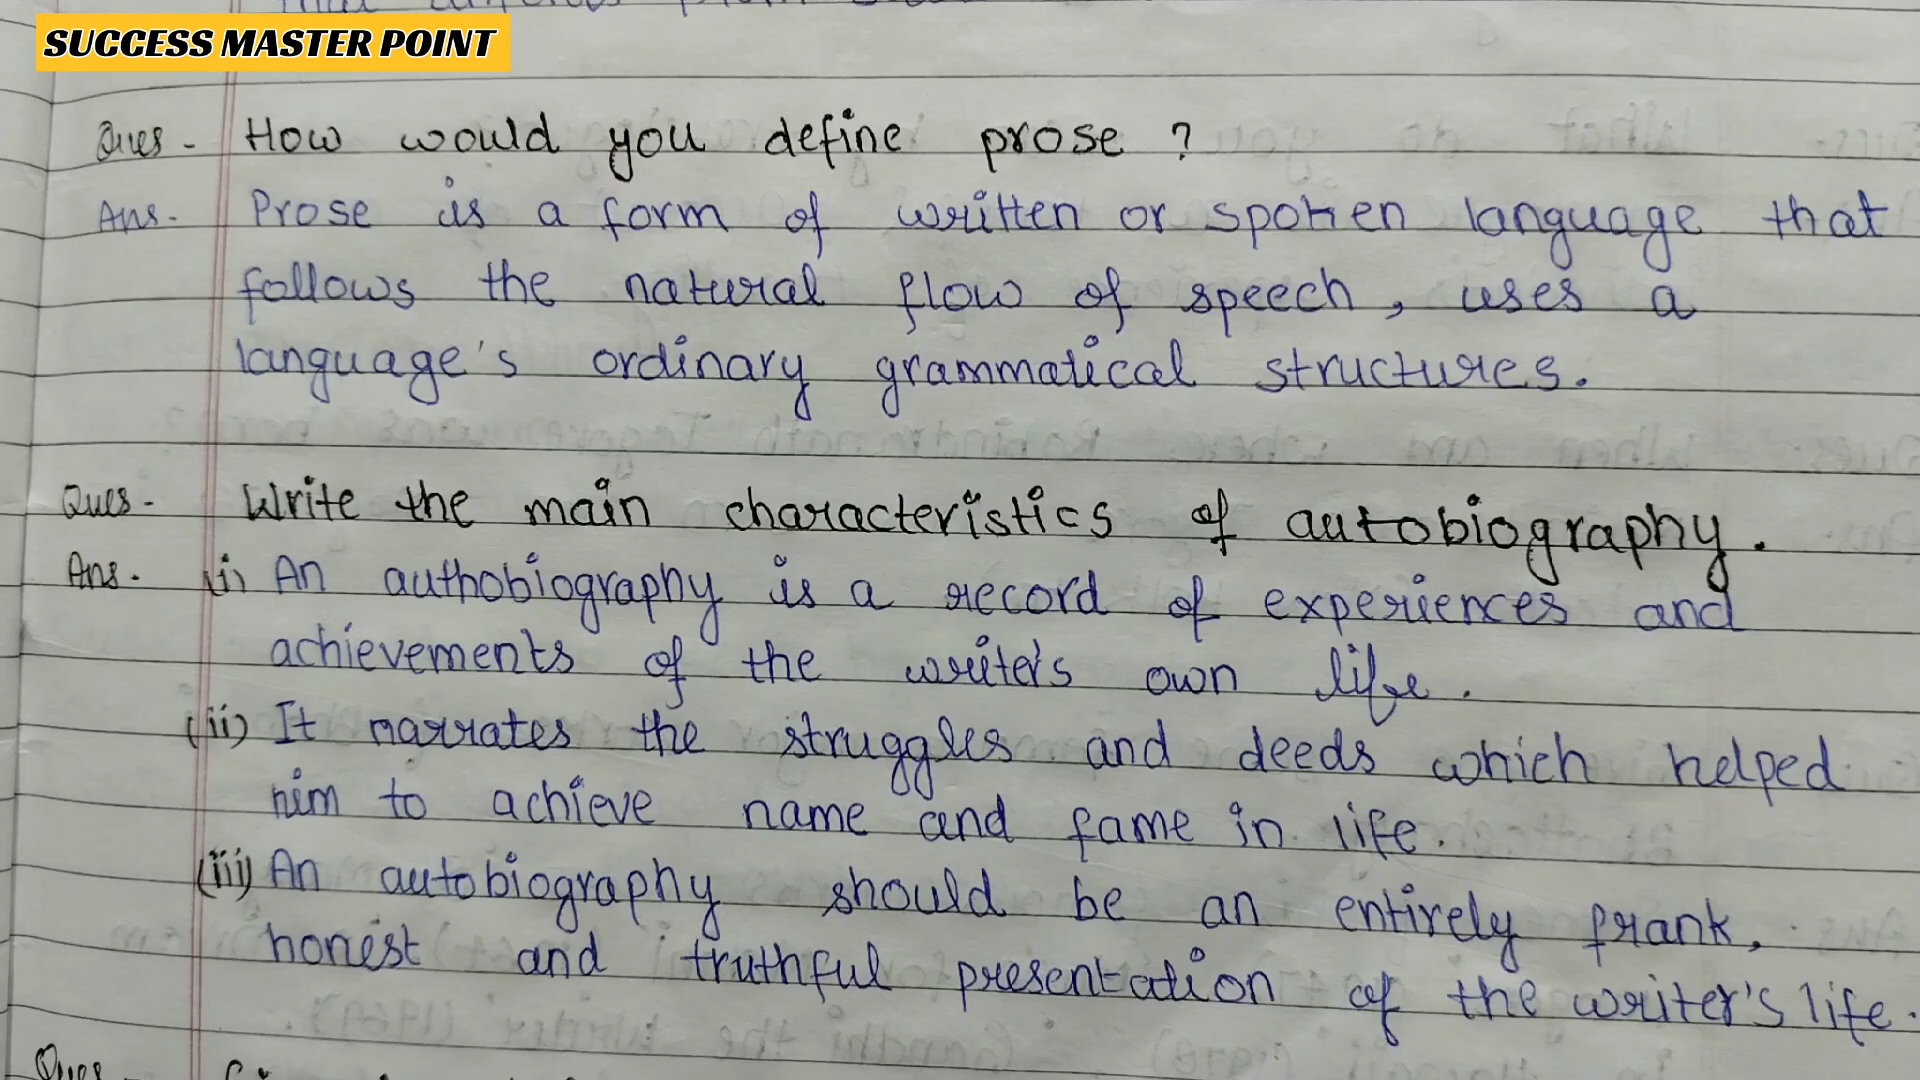 SUCCESS MASTER POINT
Ques - How would you define prose ?
Ans - Prose is a form of written or spoken language that
follows the natural flow of speech, uses a
language's ordinary grammatical structures.
Ques - Write the main characteristics of autobiography.
Ans - (i) An authobiography is a record of experiences and
achievements of the writer's own life.
(ii) It narrates the struggles and deeds which helped
him to achieve name and fame in life.
(iii) An autobiography should be an entirely frank,
honest and truthful presentation of the writer's life.
Ques